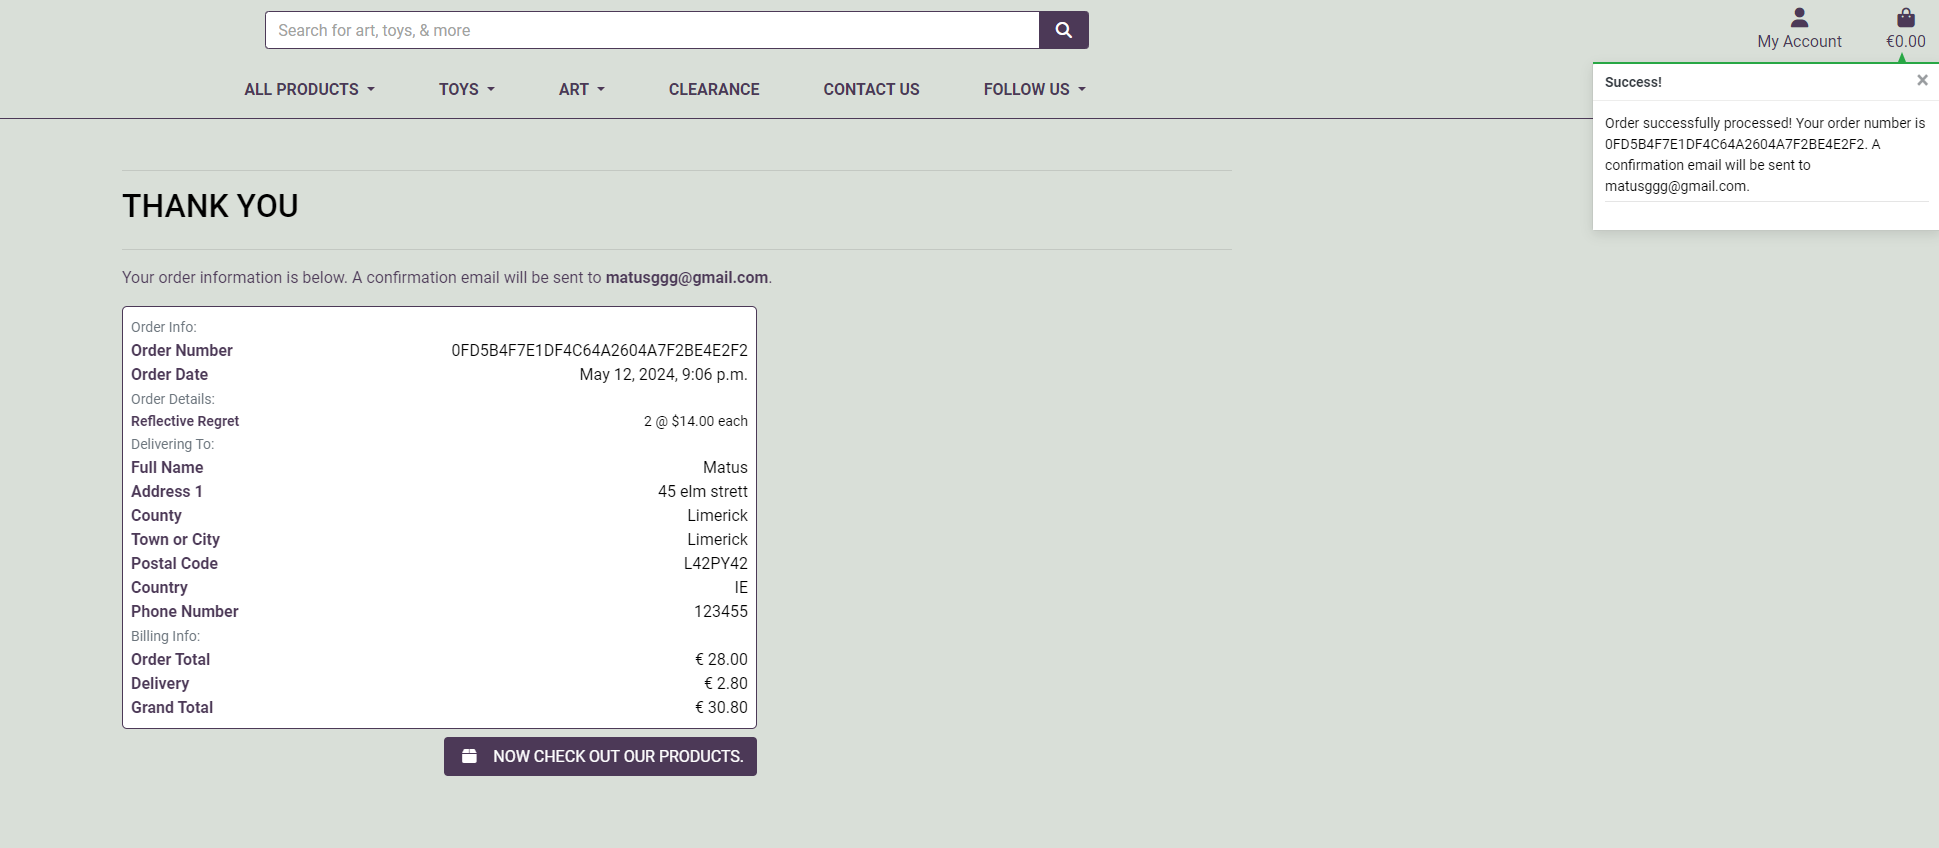 Search for art, toys, & more
My Account
€0.00
ALL PRODUCTS
TOYS
ART
CLEARANCE
CONTACT US
FOLLOW US
Success!
×
Order successfully processed! Your order number is
0FD5B4F7E1DF4C64A2604A7F2BE4E2F2. A
confirmation email will be sent to
matusggg@gmail.com.
THANK YOU
Your order information is below. A confirmation email will be sent to matusggg@gmail.com.
Order Info:
Order Number 0FD5B4F7E1DF4C64A2604A7F2BE4E2F2
Order Date May 12, 2024, 9:06 p.m.
Order Details:
Reflective Regret 2 @ $14.00 each
Delivering To:
Full Name Matus
Address 1 45 elm strett
County Limerick
Town or City Limerick
Postal Code L42PY42
Country IE
Phone Number 123455
Billing Info:
Order Total € 28.00
Delivery € 2.80
Grand Total € 30.80
NOW CHECK OUT OUR PRODUCTS.